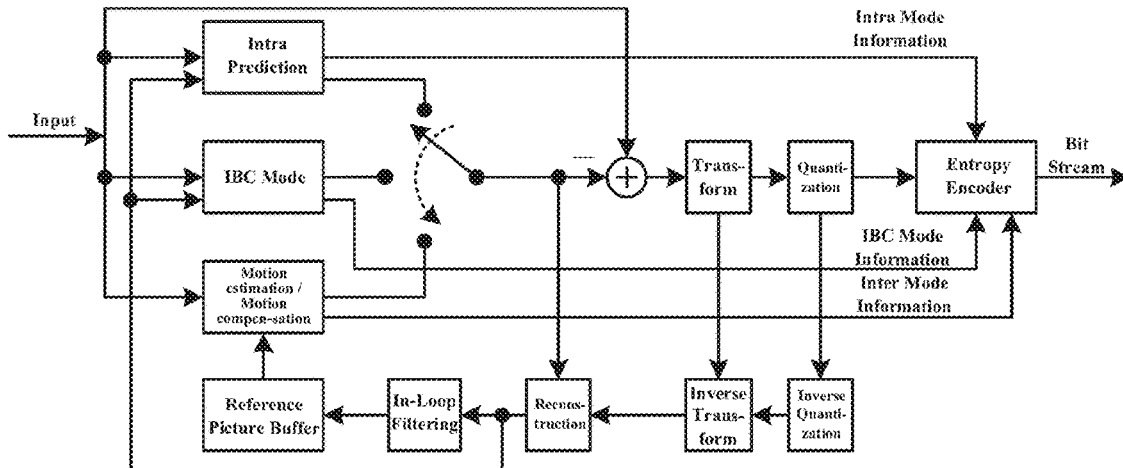 Intra Mode
Information
Intra
Prediction
Input
IBC Mode
Trans-
form
Quanti-
zation
Entropy
Encoder
Bit
Stream
IBC Mode
Information
Inter Mode
Information
Motion
estimation /
Motion
compen-sation
Reference
Picture Buffer
In-Loop
Filtering
Recon-
struction
Inverse
Trans-
form
Inverse
Quanti-
zation